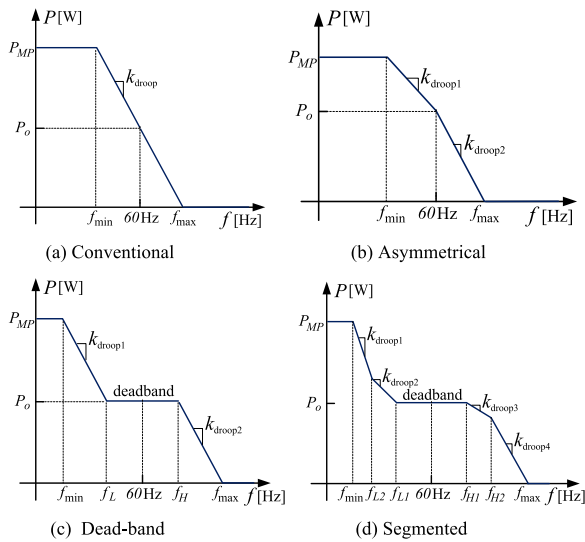 P [W]
P_MP
k_droop
P_o
f_min 60Hz f_max f [Hz]
(a) Conventional
P [W]
P_MP
k_droop1
P_o
k_droop2
f_min 60Hz f_max f [Hz]
(b) Asymmetrical
P [W]
P_MP
k_droop1
deadband
P_o
k_droop2
f_min f_L 60Hz f_H f_max f [Hz]
(c) Dead-band
P [W]
P_MP
k_droop1
k_droop2
deadband
P_o
k_droop3
k_droop4
f_min f_L2 f_L1 60Hz f_H1 f_H2 f_max f [Hz]
(d) Segmented